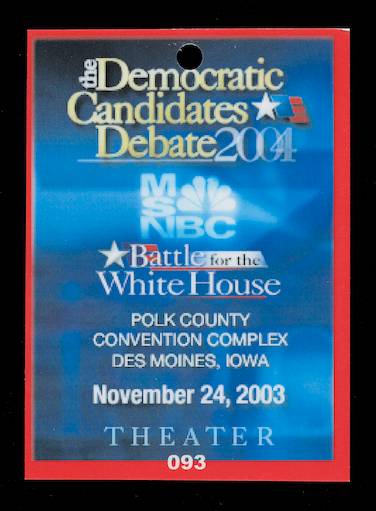 the Democratic
Candidates
Debate 2004
MSNBC
Battle for the
White House
POLK COUNTY
CONVENTION COMPLEX
DES MOINES, IOWA
November 24, 2003
THEATER
093